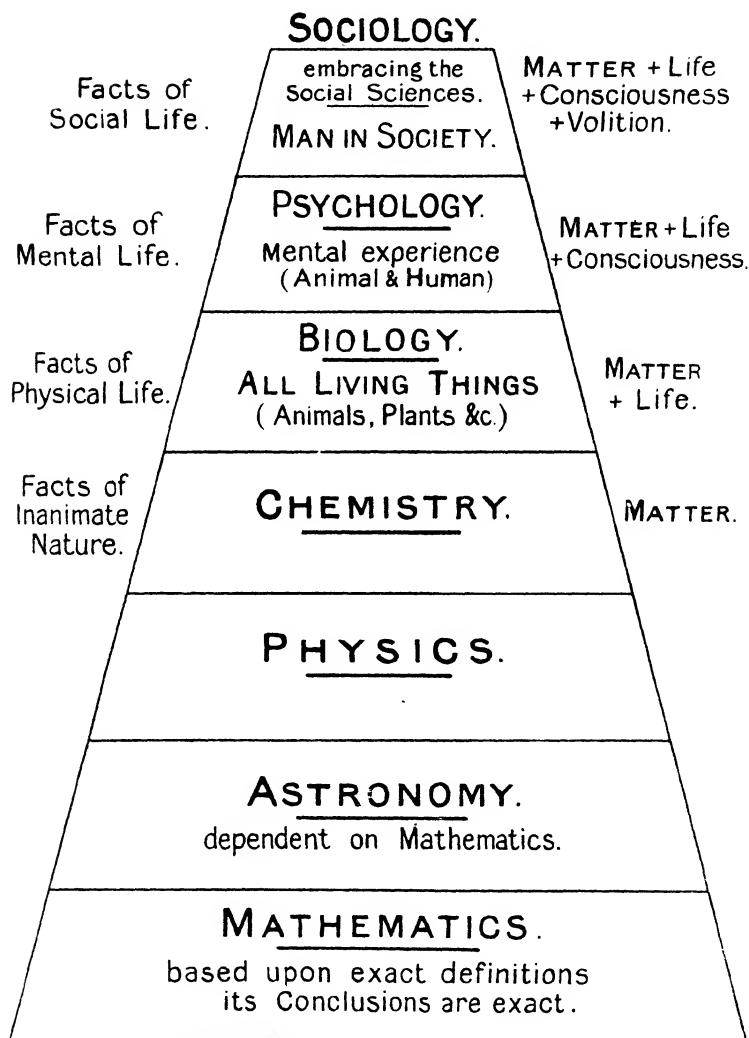 SOCIOLOGY.
Facts of
Social Life.
embracing the
Social Sciences.
MAN IN SOCIETY.
MATTER + Life
+Consciousness
+Volition.
Facts of
Mental Life.
PSYCHOLOGY.
Mental experience
(Animal & Human)
MATTER + Life
+Consciousness.
Facts of
Physical Life.
BIOLOGY.
ALL LIVING THINGS
(Animals, Plants &c.)
MATTER
+ Life.
Facts of
Inanimate
Nature.
CHEMISTRY.
MATTER.
PHYSICS.
ASTRONOMY.
dependent on Mathematics.
MATHEMATICS.
based upon exact definitions
its Conclusions are exact.